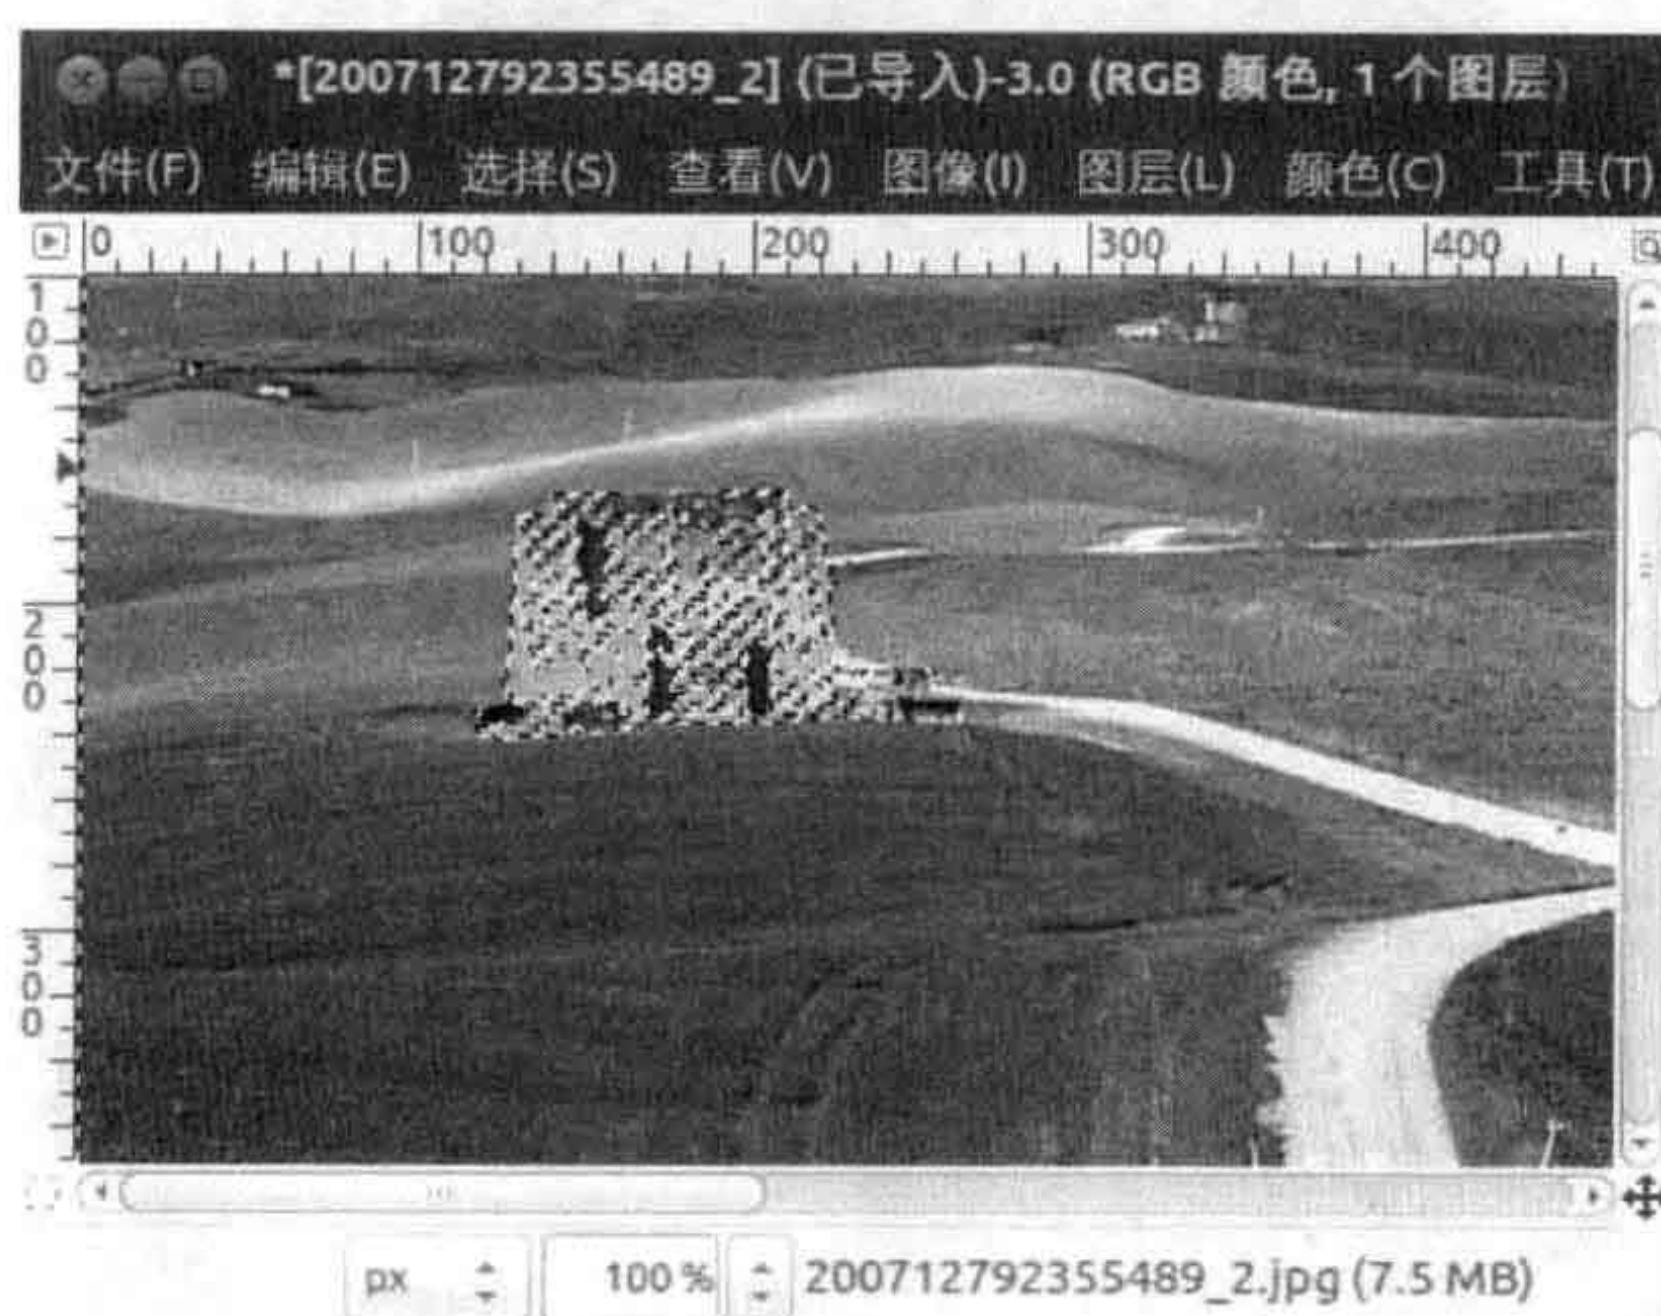 *[200712792355489_2] (已导入)-3.0 (RGB 颜色, 1 个图层)
文件(F) 编辑(E) 选择(S) 查看(V) 图像(I) 图层(L) 颜色(C) 工具(T)
0 100 200 300 400
100
200
300
px 100 % 200712792355489_2.jpg (7.5 MB)